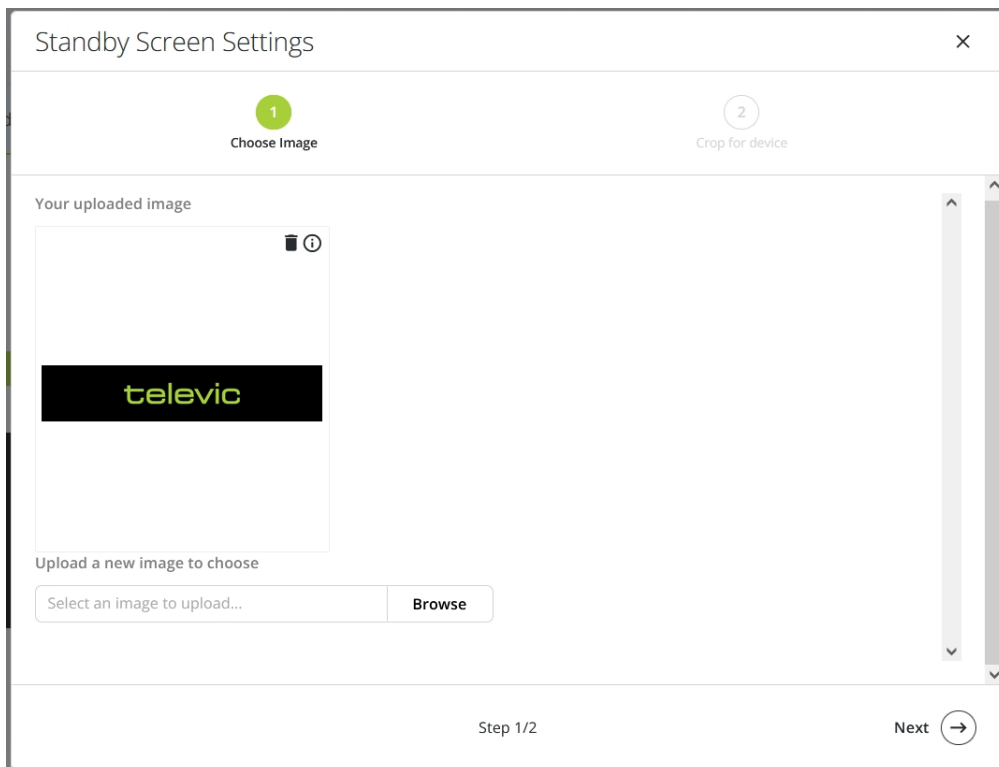 Standby Screen Settings
1
2
Choose Image
Crop for device
Your uploaded image
televic
Upload a new image to choose
Select an image to upload...
Browse
Step 1/2
Next